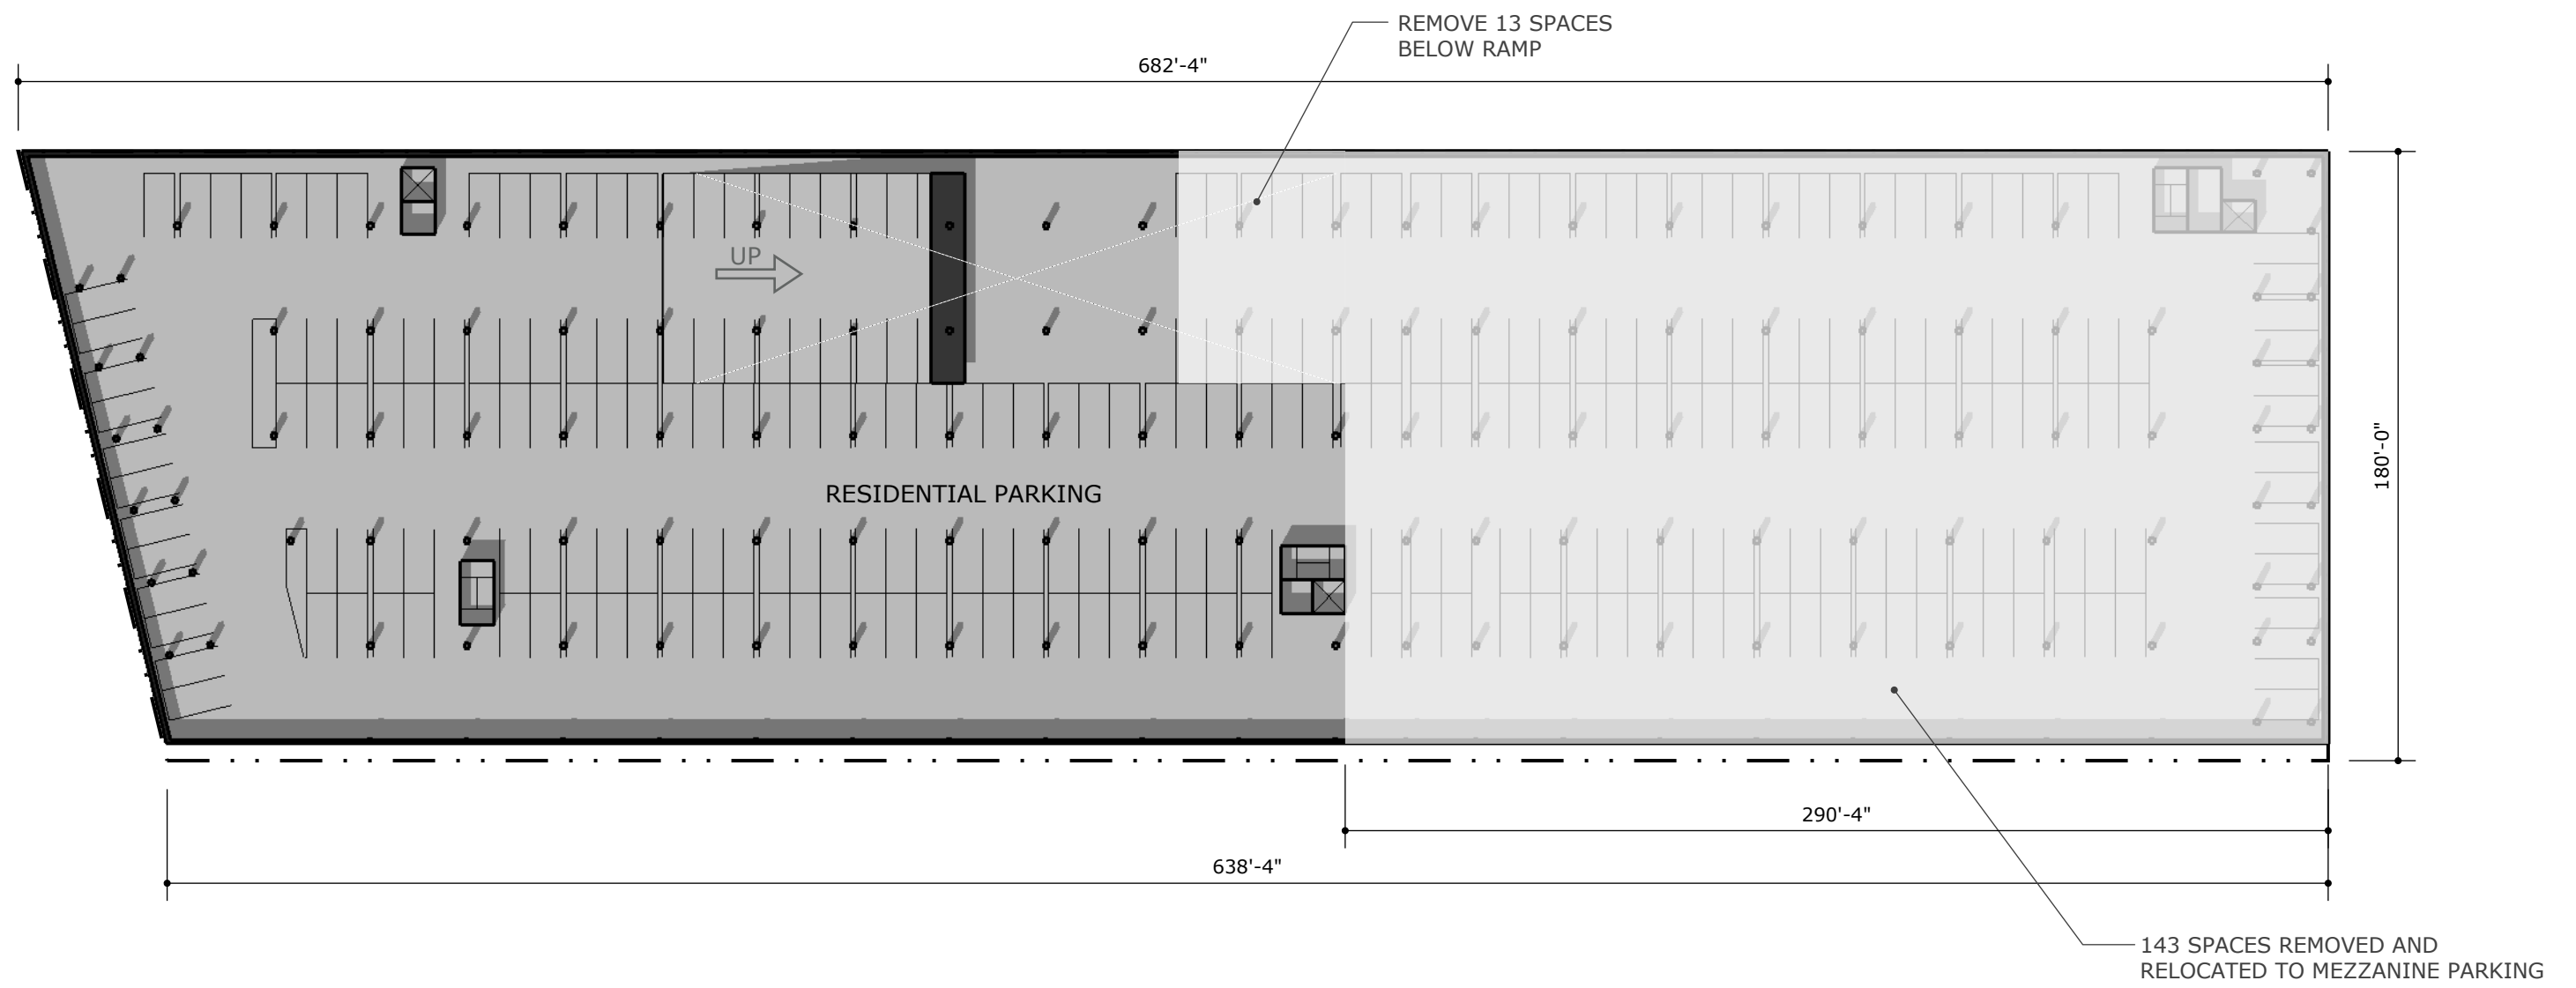 REMOVE 13 SPACES
BELOW RAMP
682'-4"
UP
180'-0"
RESIDENTIAL PARKING
290'-4"
638'-4"
143 SPACES REMOVED AND
RELOCATED TO MEZZANINE PARKING